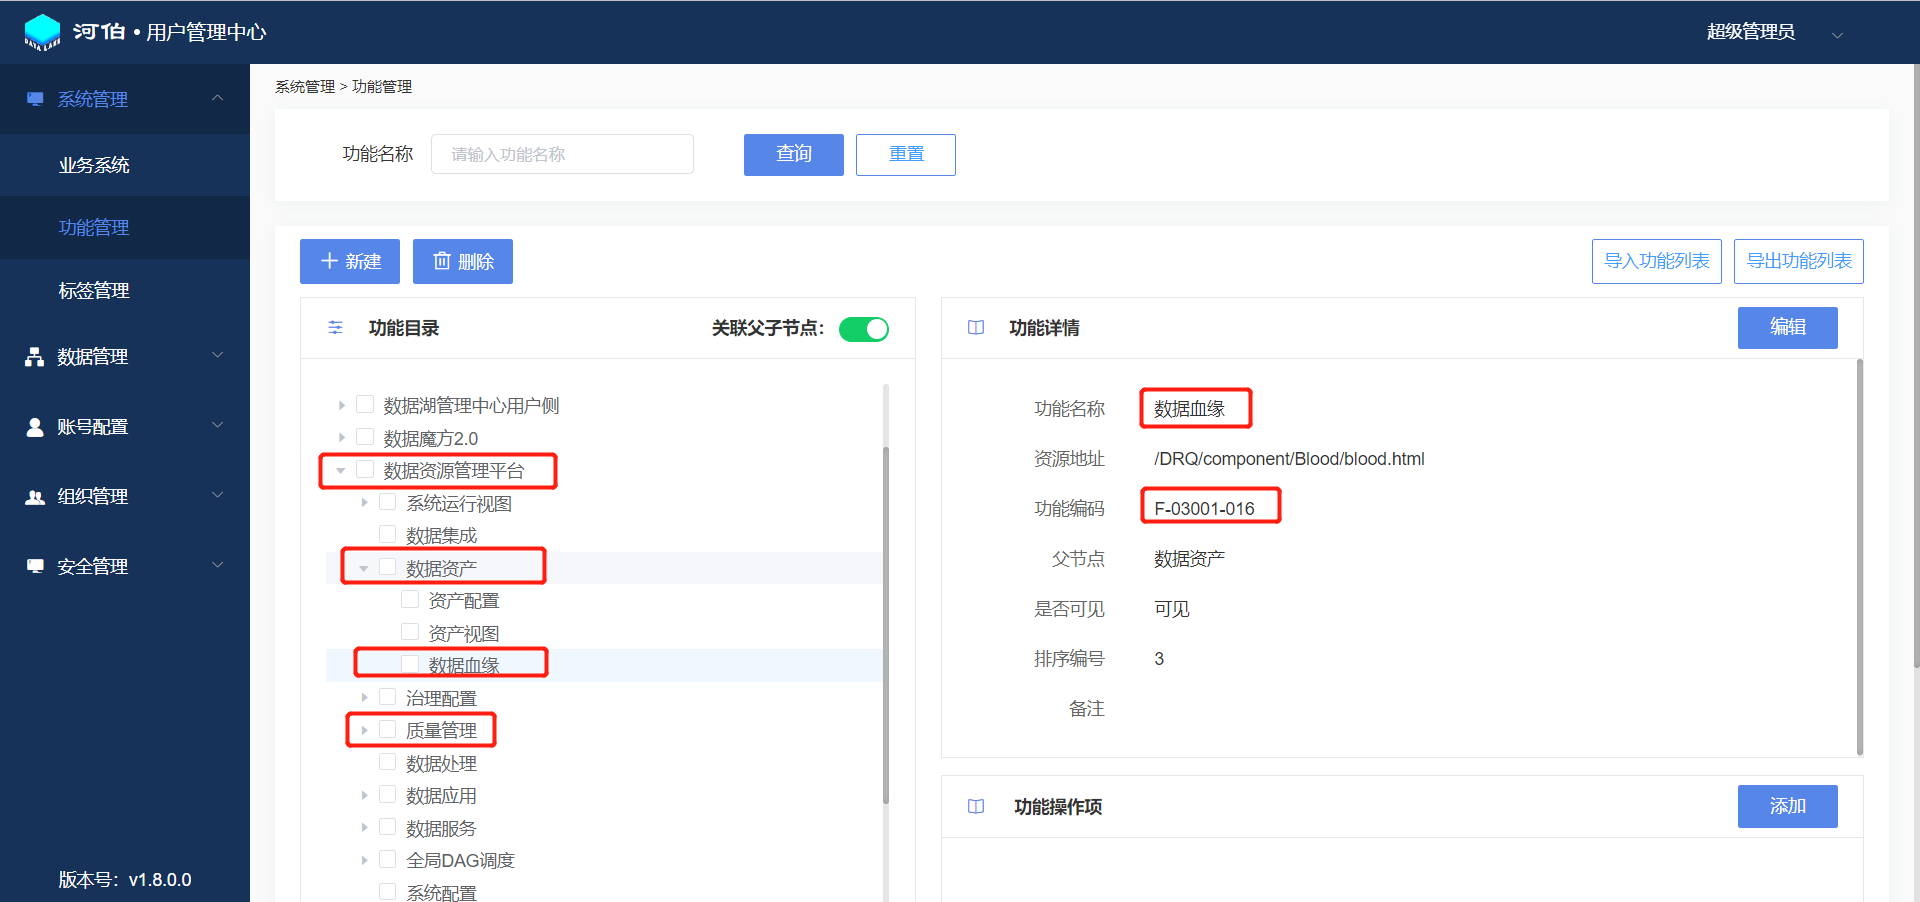 DATA LAKE
河伯 • 用户管理中心
超级管理员
系统管理
业务系统
功能管理
标签管理
数据管理
账号配置
组织管理
安全管理
版本号：v1.8.0.0
系统管理 > 功能管理
功能名称
请输入功能名称
查询
重置
新建
删除
导入功能列表
导出功能列表
功能目录
关联父子节点：
数据湖管理中心用户侧
数据魔方2.0
数据资源管理平台
系统运行视图
数据集成
数据资产
资产配置
资产视图
数据血缘
治理配置
质量管理
数据处理
数据应用
数据服务
全局DAG调度
系统配置
功能详情
编辑
功能名称 数据血缘
资源地址 /DRQ/component/Blood/blood.html
功能编码 F-03001-016
父节点 数据资产
是否可见 可见
排序编号 3
备注
功能操作项
添加